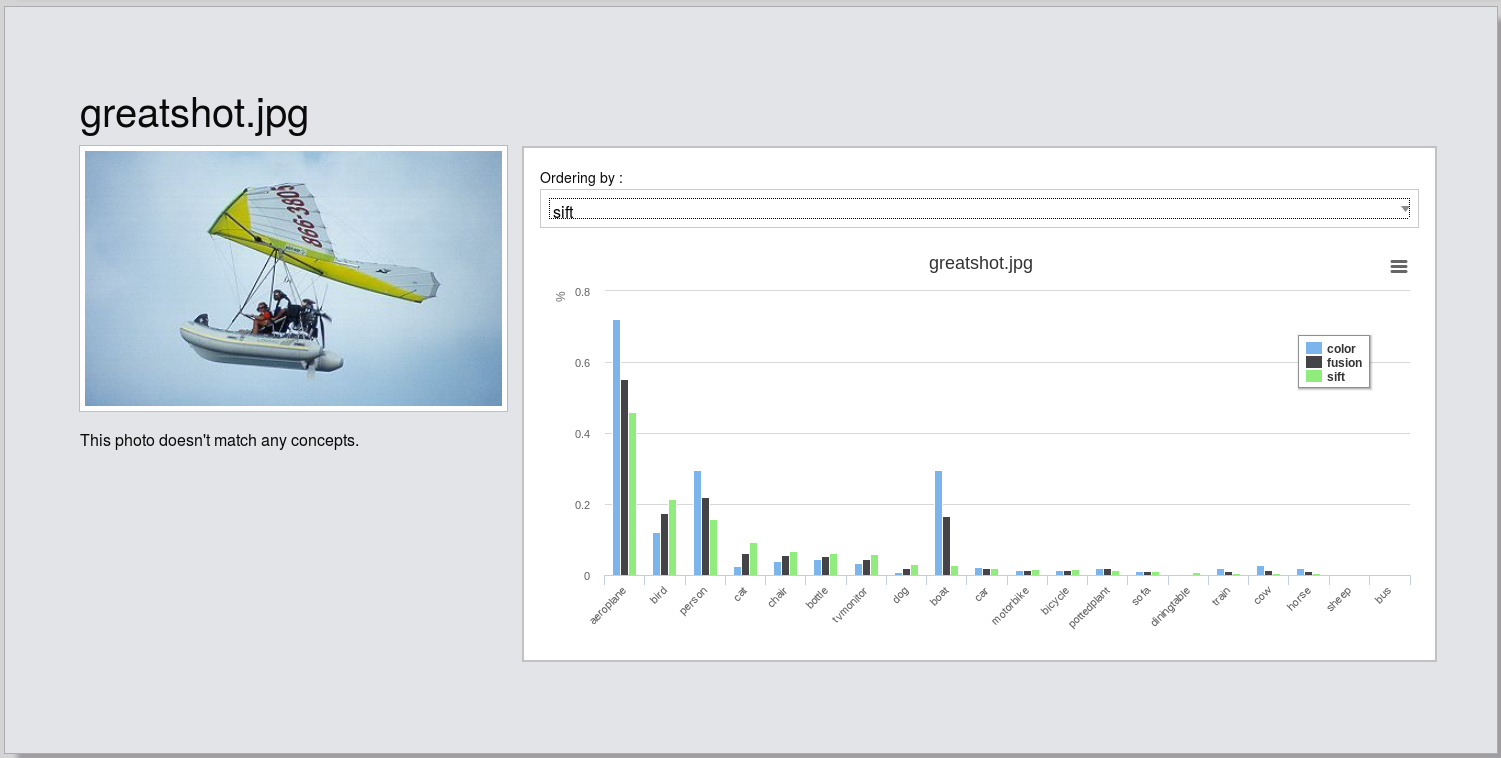 greatshot.jpg
866-3805
This photo doesn't match any concepts.
Ordering by :
sift
greatshot.jpg
%
0.8
0.6
0.4
0.2
0
color
fusion
sift
aeroplane
bird
person
cat
chair
bottle
tvmonitor
dog
boat
car
motorbike
bicycle
pottedplant
sofa
diningtable
train
cow
horse
sheep
bus